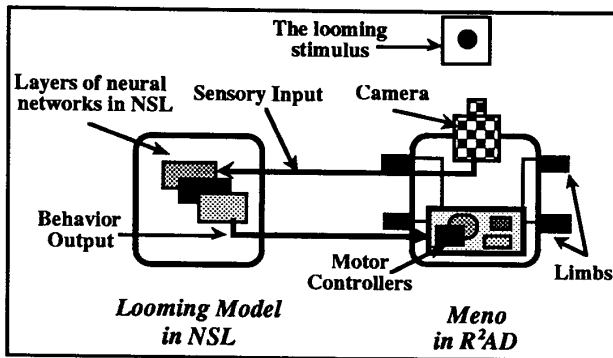 The looming
stimulus
Layers of neural
networks in NSL
Sensory Input
Camera
Behavior
Output
Motor
Controllers
Limbs
Looming Model
in NSL
Meno
in R²AD